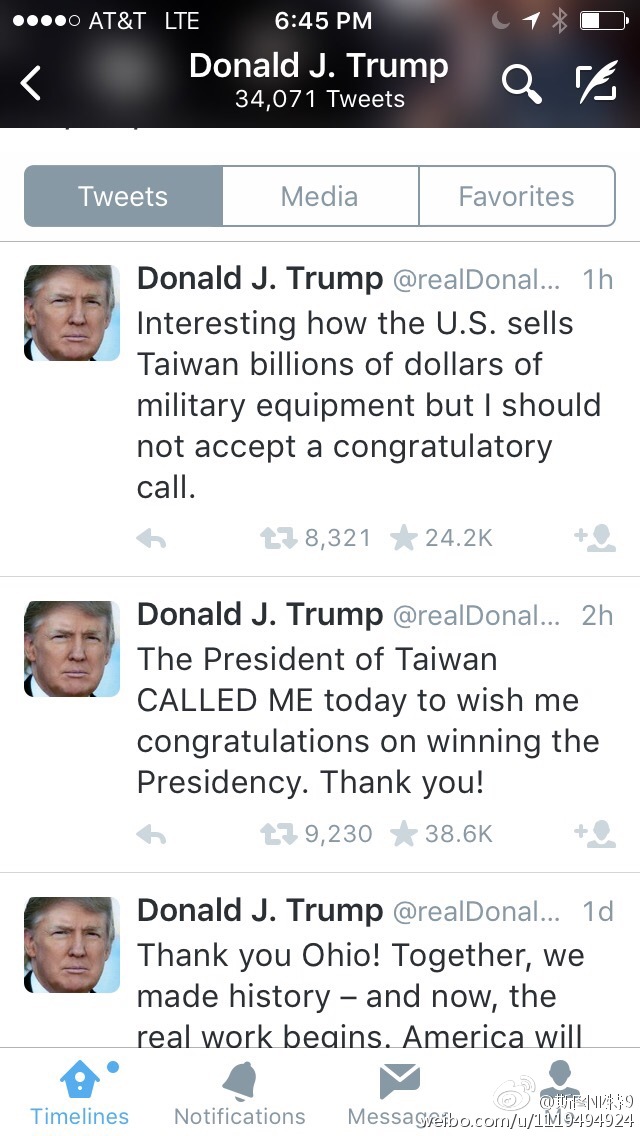 AT&T LTE 6:45 PM
Donald J. Trump
34,071 Tweets
Tweets Media Favorites
Donald J. Trump @realDonal... 1h
Interesting how the U.S. sells
Taiwan billions of dollars of
military equipment but I should
not accept a congratulatory
call.
8,321 24.2K
Donald J. Trump @realDonal... 2h
The President of Taiwan
CALLED ME today to wish me
congratulations on winning the
Presidency. Thank you!
9,230 38.6K
Donald J. Trump @realDonal... 1d
Thank you Ohio! Together, we
made history – and now, the
real work begins. America will
Timelines Notifications Messages
weibo.com/u/1119494924